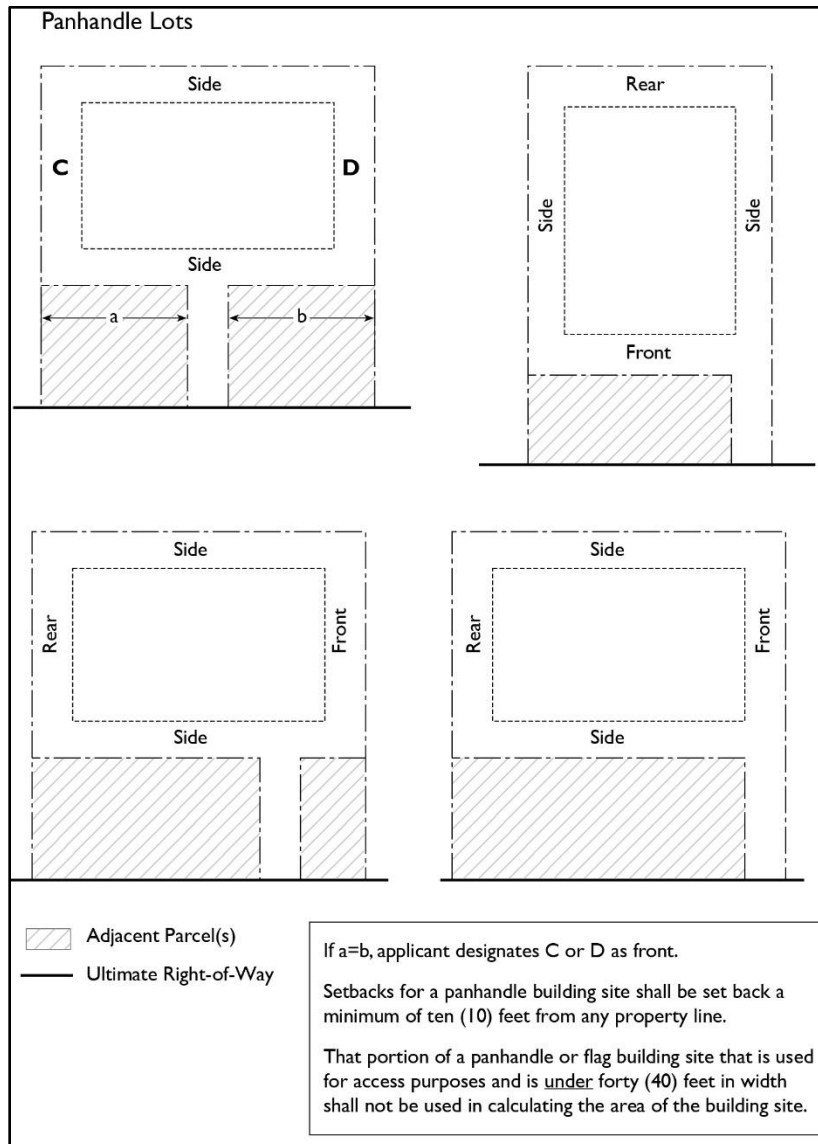 Panhandle Lots
Side
C
D
Side
a
b
Rear
Side
Side
Front
Side
Rear
Front
Side
Side
Rear
Front
Side
Adjacent Parcel(s)
Ultimate Right-of-Way
If a=b, applicant designates C or D as front.
Setbacks for a panhandle building site shall be set back a
minimum of ten (10) feet from any property line.
That portion of a panhandle or flag building site that is used
for access purposes and is under forty (40) feet in width
shall not be used in calculating the area of the building site.